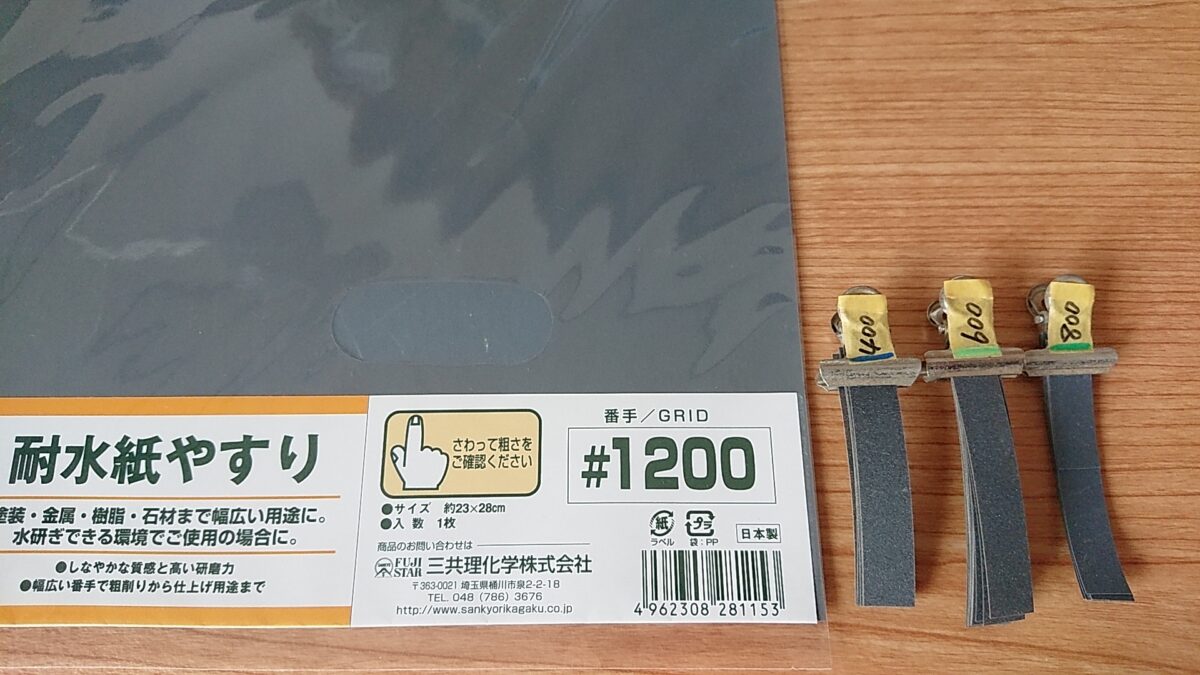 耐水紙やすり
塗装・金属・樹脂・石材まで幅広い用途に。
水研ぎできる環境でご使用の場合に。
●しなやかな質感と高い研磨力
●幅広い番手で粗削りから仕上げ用途まで
さわって粗さを
ご確認ください
番手/GRID
#1200
●サイズ 約23×28cm
●入 数 1枚
紙
ラベル
プラ
袋:PP
日本製
商品のお問い合わせは
FUJI
STAR
三共理化学株式会社
〒363-0021 埼玉県桶川市泉2-2-18
TEL. 048 (786) 3676
http://www.sankyorikagaku.co.jp
4 962308 281153
400
600
800